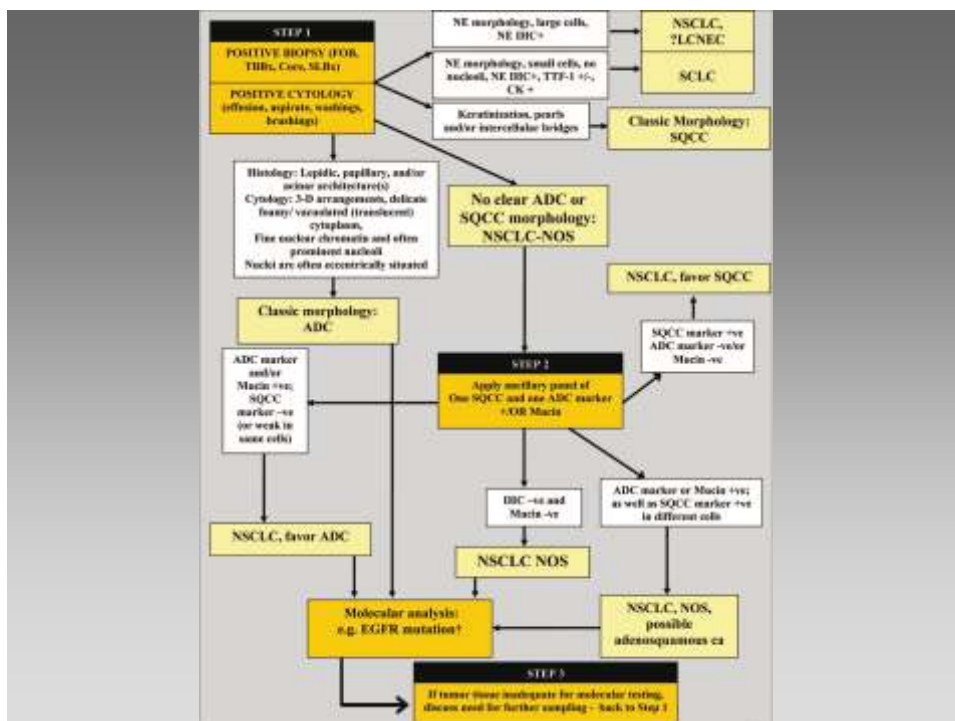 STEP 1
POSITIVE BIOPSY (FOB,
TBBx, Core, SLBx)
POSITIVE CYTOLOGY
(effusion, aspirate, washings,
brushings)
NE morphology, large cells,
NE IHC+
NSCLC,
?LCNEC
NE morphology, small cells, no
nucleoli, NE IHC+, TTF-1 +/-,
CK +
SCLC
Keratinization, pearls
and/or intercellular bridges
Classic Morphology:
SQCC
Histology: Lepidic, papillary, and/or
acinar architecture(s)
Cytology: 3-D arrangements, delicate
foamy/ vacuolated (translucent)
cytoplasm,
Fine nuclear chromatin and often
prominent nucleoli
Nuclei are often eccentrically situated
No clear ADC or
SQCC morphology:
NSCLC-NOS
Classic morphology:
ADC
NSCLC, favor SQCC
SQCC marker +ve
ADC marker -ve/or
Mucin -ve
STEP 2
Apply ancillary panel of
One SQCC and one ADC marker
+/OR Mucin
ADC marker
and/or
Mucin +ve;
SQCC
marker –ve
(or weak in
same cells)
IHC –ve and
Mucin -ve
ADC marker or Mucin +ve;
as well as SQCC marker +ve
in different cells
NSCLC, favor ADC
NSCLC NOS
NSCLC, NOS,
possible
adenosquamous ca
Molecular analysis:
e.g. EGFR mutation†
STEP 3
If tumor tissue inadequate for molecular testing,
discuss need for further sampling - back to Step 1